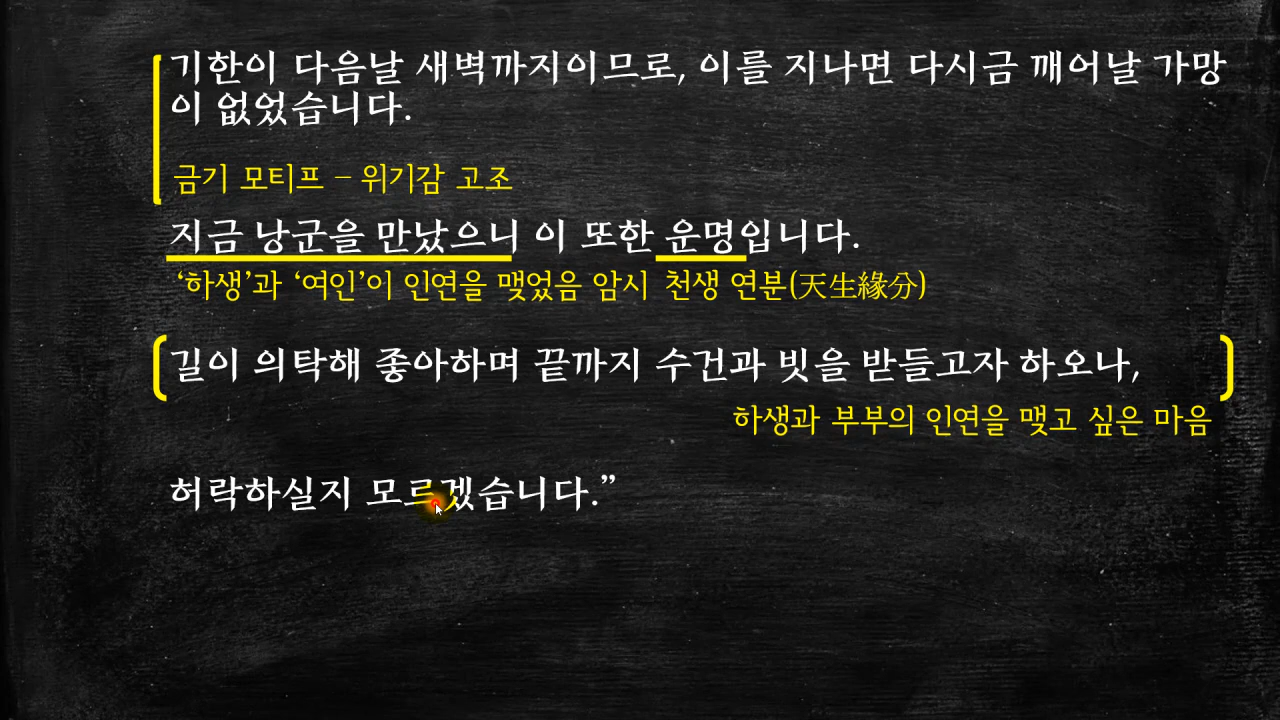 기한이 다음날 새벽까지이므로, 이를 지나면 다시금 깨어날 가망
이 없었습니다.
금기 모티프 – 위기감 고조
지금 낭군을 만났으니 이 또한 운명입니다.
‘하생’과 ‘여인’이 인연을 맺었음 암시 천생 연분(天生緣分)
길이 의탁해 좋아하며 끝까지 수건과 빗을 받들고자 하오나,
하생과 부부의 인연을 맺고 싶은 마음
허락하실지 모르겠습니다.”